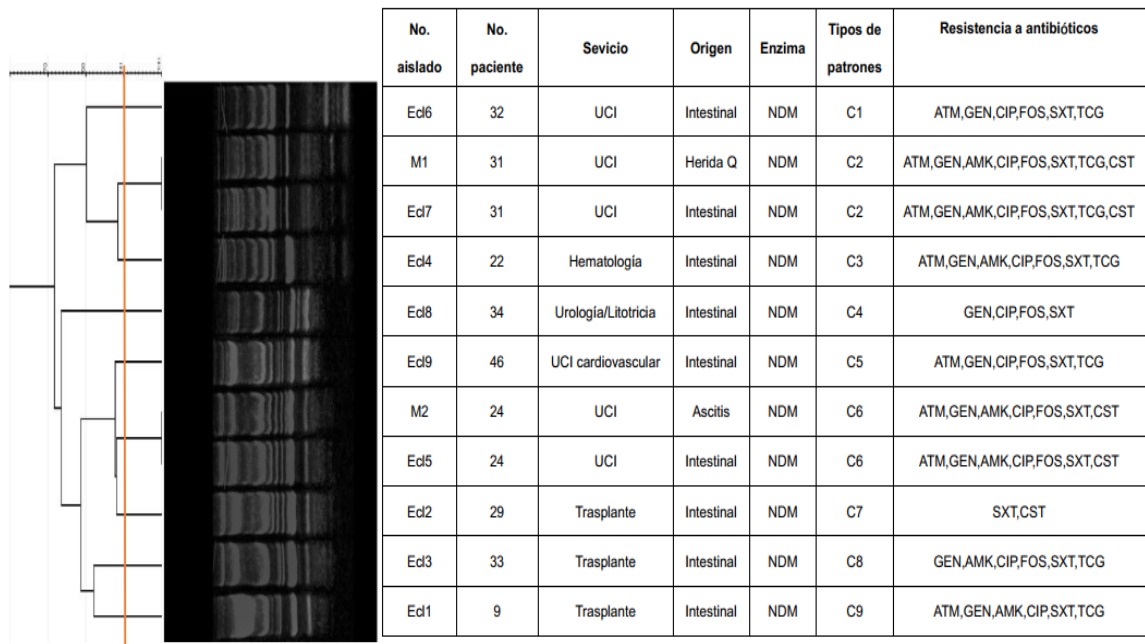 No. aislado No. paciente Sevicio Origen Enzima Tipos de patrones Resistencia a antibióticos
Ecl6 32 UCI Intestinal NDM C1 ATM,GEN,CIP,FOS,SXT,TCG
M1 31 UCI Herida Q NDM C2 ATM,GEN,AMK,CIP,FOS,SXT,TCG,CST
Ecl7 31 UCI Intestinal NDM C2 ATM,GEN,AMK,CIP,FOS,SXT,TCG,CST
Ecl4 22 Hematología Intestinal NDM C3 ATM,GEN,AMK,CIP,FOS,SXT,TCG
Ecl8 34 Urología/Litotricia Intestinal NDM C4 GEN,CIP,FOS,SXT
Ecl9 46 UCI cardiovascular Intestinal NDM C5 ATM,GEN,CIP,FOS,SXT,TCG
M2 24 UCI Ascitis NDM C6 ATM,GEN,AMK,CIP,FOS,SXT,CST
Ecl5 24 UCI Intestinal NDM C6 ATM,GEN,AMK,CIP,FOS,SXT,CST
Ecl2 29 Trasplante Intestinal NDM C7 SXT,CST
Ecl3 33 Trasplante Intestinal NDM C8 GEN,AMK,CIP,FOS,SXT,TCG
Ecl1 9 Trasplante Intestinal NDM C9 ATM,GEN,AMK,CIP,SXT,TCG